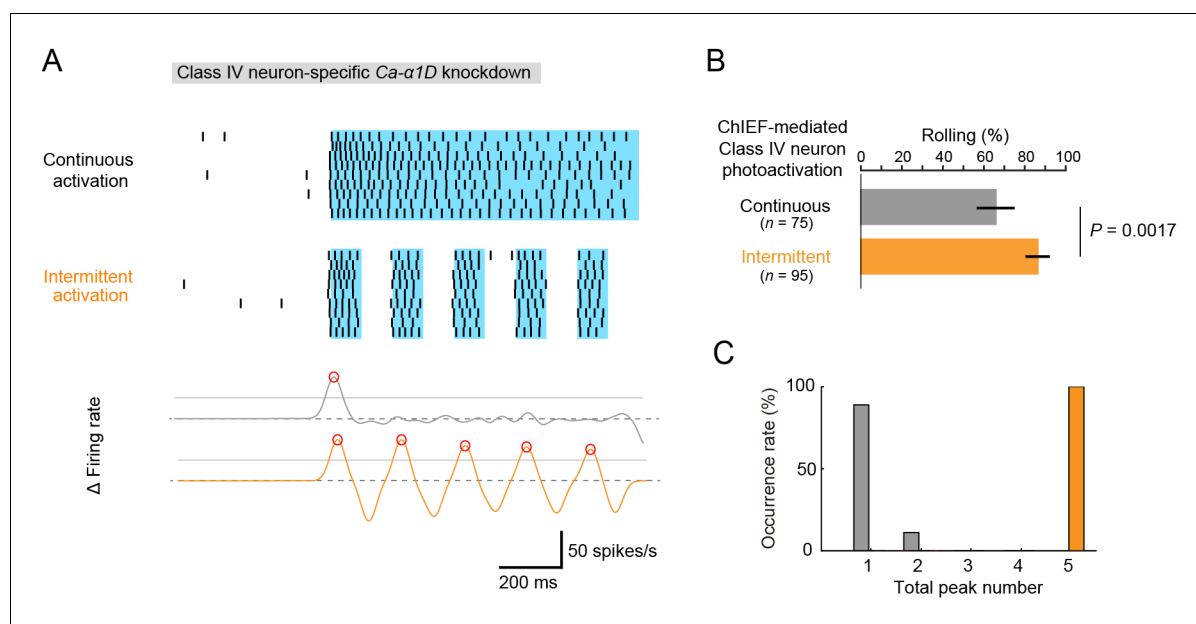 A
Class IV neuron-specific Ca-α1D knockdown
Continuous
activation
Intermittent
activation
Δ Firing rate
50 spikes/s
200 ms
B
ChIEF-mediated
Class IV neuron
photoactivation
Rolling (%)
0 20 40 60 80 100
Continuous
(n = 75)
Intermittent
(n = 95)
P = 0.0017
C
Occurrence rate (%)
100
50
0
1 2 3 4 5
Total peak number